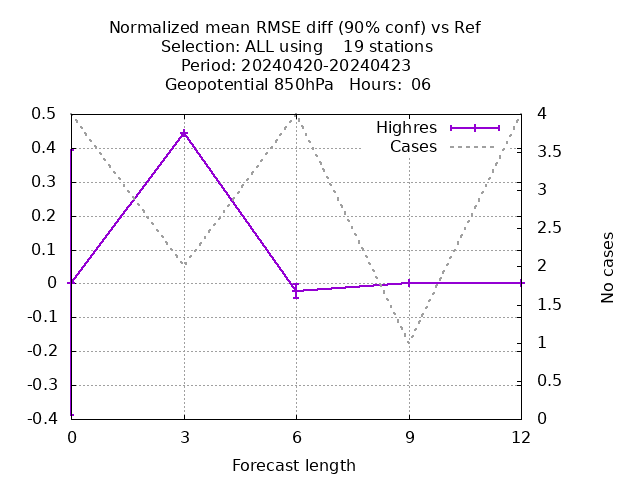 Normalized mean RMSE diff (90% conf) vs Ref
Selection: ALL using    19 stations
Period: 20240420-20240423
Geopotential 850hPa   Hours:  06
Highres
Cases
0.5
0.4
0.3
0.2
0.1
0
-0.1
-0.2
-0.3
-0.4
4
3.5
3
2.5
2
1.5
1
0.5
0
No cases
0 3 6 9 12
Forecast length